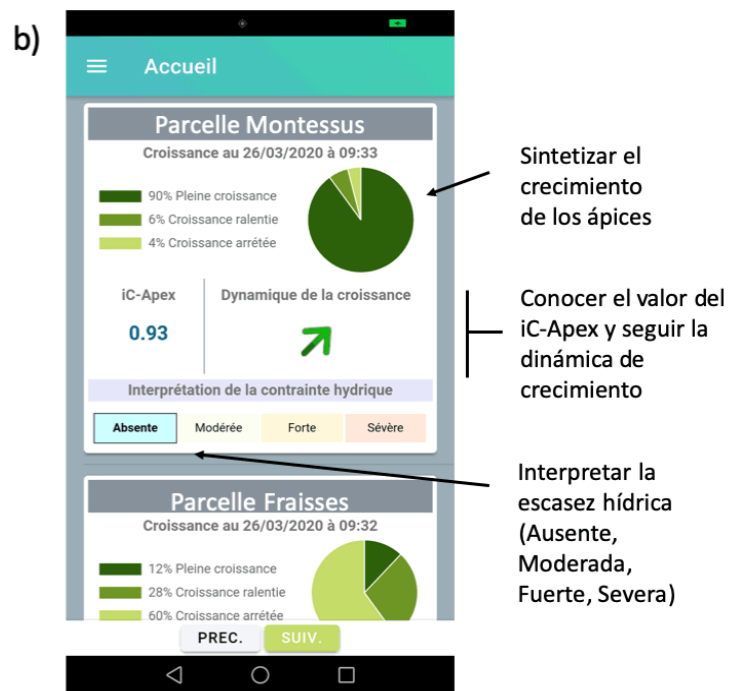 b)
Accueil
Parcelle Montessus
Croissance au 26/03/2020 à 09:33
90% Pleine croissance
6% Croissance ralentie
4% Croissance arrétée
iC-Apex
Dynamique de la croissance
0.93
Interprétation de la contrainte hydrique
Absente
Modérée
Forte
Sévère
Parcelle Fraisses
Croissance au 26/03/2020 à 09:32
12% Pleine croissance
28% Croissance ralentie
60% Croissance arrétée
PREC.
SUIV.
Sintetizar el
crecimiento
de los ápices
Conocer el valor del
iC-Apex y seguir la
dinámica de
crecimiento
Interpretar la
escasez hídrica
(Ausente,
Moderada,
Fuerte, Severa)